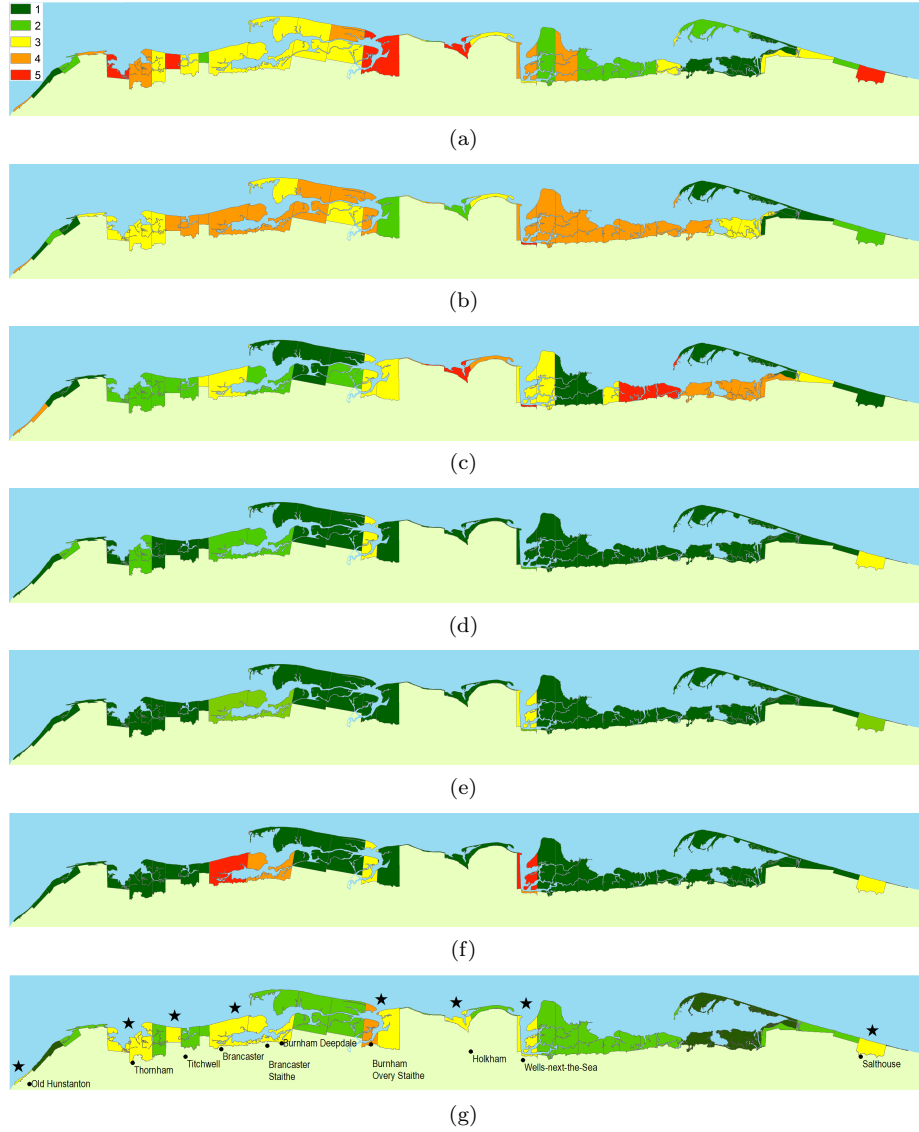 1
2
3
4
5
(a)
(b)
(c)
(d)
(e)
(f)
Old Hunstanton
Thornham
Titchwell
Brancaster
Burnham Deepdale
Brancaster
Staithe
Burnham
Overy Staithe
Holkham
Wells-next-the-Sea
Salthouse
(g)